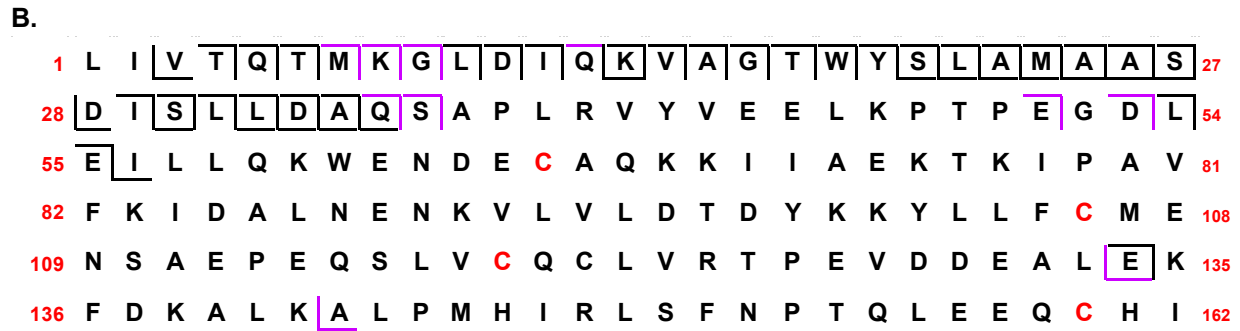 B.
1 L I V T Q T M K G L D I Q K V A G T W Y S L A M A A S 27
28 D I S L L D A Q S A P L R V Y V E E L K P T P E G D L 54
55 E I L L Q K W E N D E C A Q K K I I A E K T K I P A V 81
82 F K I D A L N E N K V L V L D T D Y K K Y L L F C M E 108
109 N S A E P E Q S L V C Q C L V R T P E V D D E A L E K 135
136 F D K A L K A L P M H I R L S F N P T Q L E E Q C H I 162